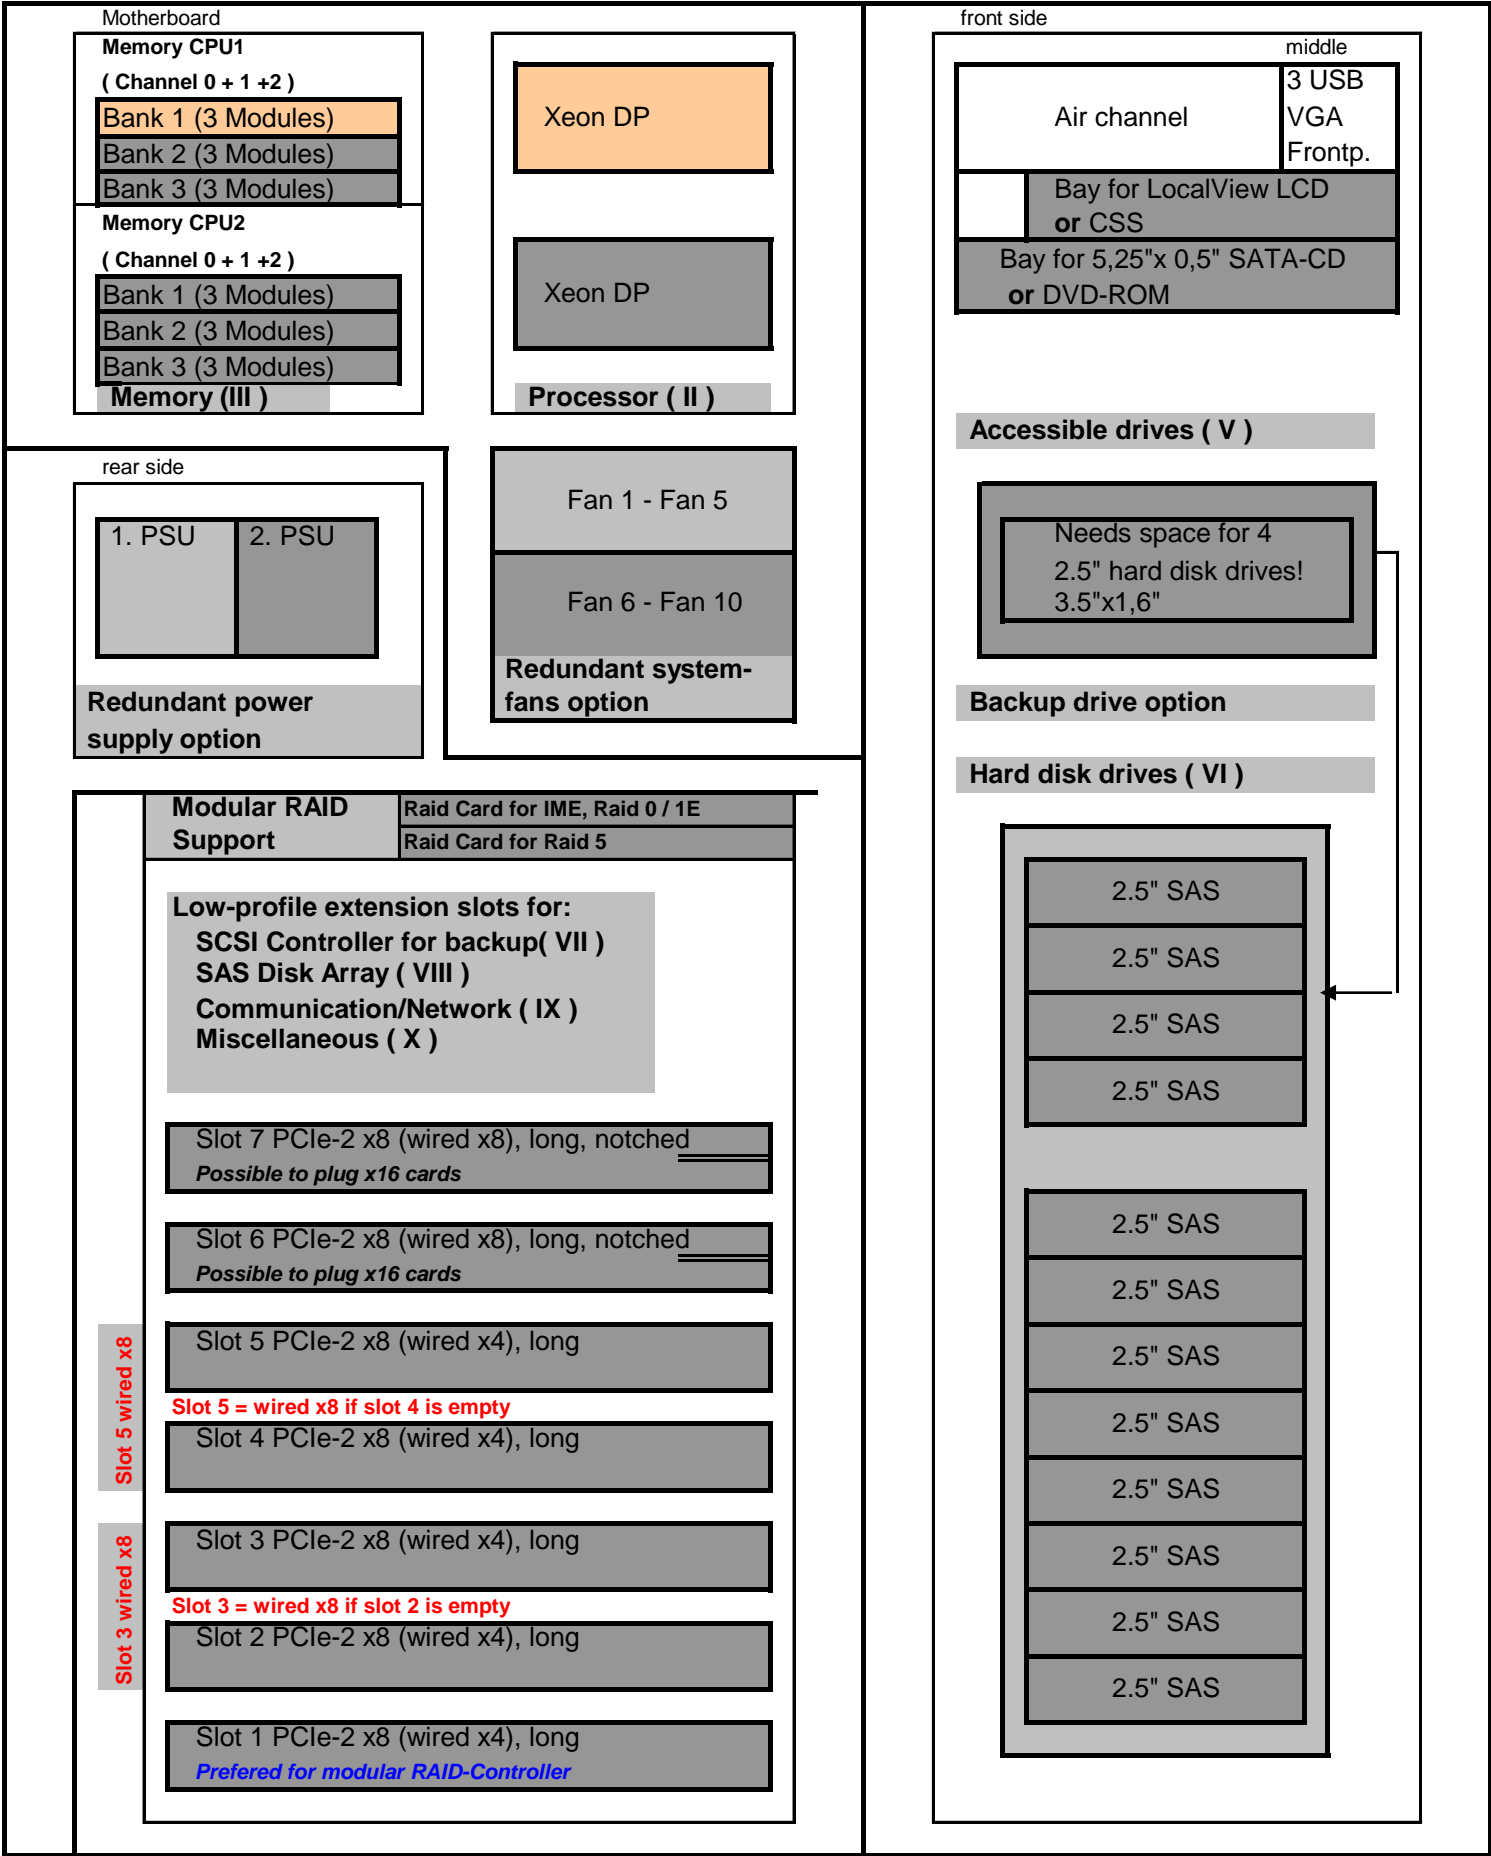 Motherboard
Memory CPU1
( Channel 0 + 1 +2 )
Bank 1 (3 Modules)
Bank 2 (3 Modules)
Bank 3 (3 Modules)
Memory CPU2
( Channel 0 + 1 +2 )
Bank 1 (3 Modules)
Bank 2 (3 Modules)
Bank 3 (3 Modules)
Memory (III )
Xeon DP
Xeon DP
Processor ( II )
rear side
1. PSU
2. PSU
Redundant power
supply option
Fan 1 - Fan 5
Fan 6 - Fan 10
Redundant system-
fans option
Modular RAID
Support
Raid Card for IME, Raid 0 / 1E
Raid Card for Raid 5
Low-profile extension slots for:
SCSI Controller for backup( VII )
SAS Disk Array ( VIII )
Communication/Network ( IX )
Miscellaneous ( X )
Slot 7 PCIe-2 x8 (wired x8), long, notched
Possible to plug x16 cards
Slot 6 PCIe-2 x8 (wired x8), long, notched
Possible to plug x16 cards
Slot 5 wired x8
Slot 5 PCIe-2 x8 (wired x4), long
Slot 5 = wired x8 if slot 4 is empty
Slot 4 PCIe-2 x8 (wired x4), long
Slot 3 wired x8
Slot 3 PCIe-2 x8 (wired x4), long
Slot 3 = wired x8 if slot 2 is empty
Slot 2 PCIe-2 x8 (wired x4), long
Slot 1 PCIe-2 x8 (wired x4), long
Prefered for modular RAID-Controller
front side
middle
Air channel
3 USB
VGA
Frontp.
Bay for LocalView LCD
or CSS
Bay for 5,25"x 0,5" SATA-CD
or DVD-ROM
Accessible drives ( V )
Needs space for 4
2.5" hard disk drives!
3.5"x1,6"
Backup drive option
Hard disk drives ( VI )
2.5" SAS
2.5" SAS
2.5" SAS
2.5" SAS
2.5" SAS
2.5" SAS
2.5" SAS
2.5" SAS
2.5" SAS
2.5" SAS
2.5" SAS
2.5" SAS